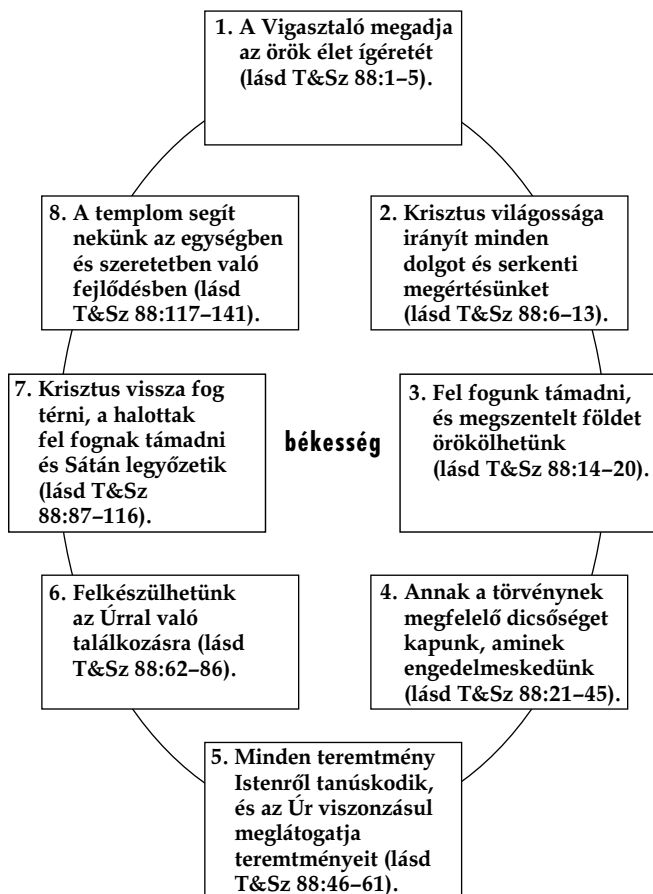 1. A Vigasztaló megadja
az örök élet ígéretét
(lásd T&Sz 88:1–5).
2. Krisztus világossága
irányít minden
dolgot és serkenti
megértésünket
(lásd T&Sz 88:6–13).
3. Fel fogunk támadni,
és megszentelt földet
örökölhetünk
(lásd T&Sz 88:14–20).
4. Annak a törvénynek
megfelelő dicsőséget
kapunk, aminek
engedelmeskedünk
(lásd T&Sz 88:21–45).
5. Minden teremtmény
Istenről tanúskodik,
és az Úr viszonzásul
meglátogatja
teremtményeit (lásd
T&Sz 88:46–61).
6. Felkészülhetünk
az Úrral való
találkozásra (lásd
T&Sz 88:62–86).
7. Krisztus vissza fog
térni, a halottak
fel fognak támadni
és Sátán legyőzetik
(lásd T&Sz
88:87–116).
8. A templom segít
nekünk az egységben
és szeretetben való
fejlődésben (lásd
T&Sz 88:117–141).
békesség